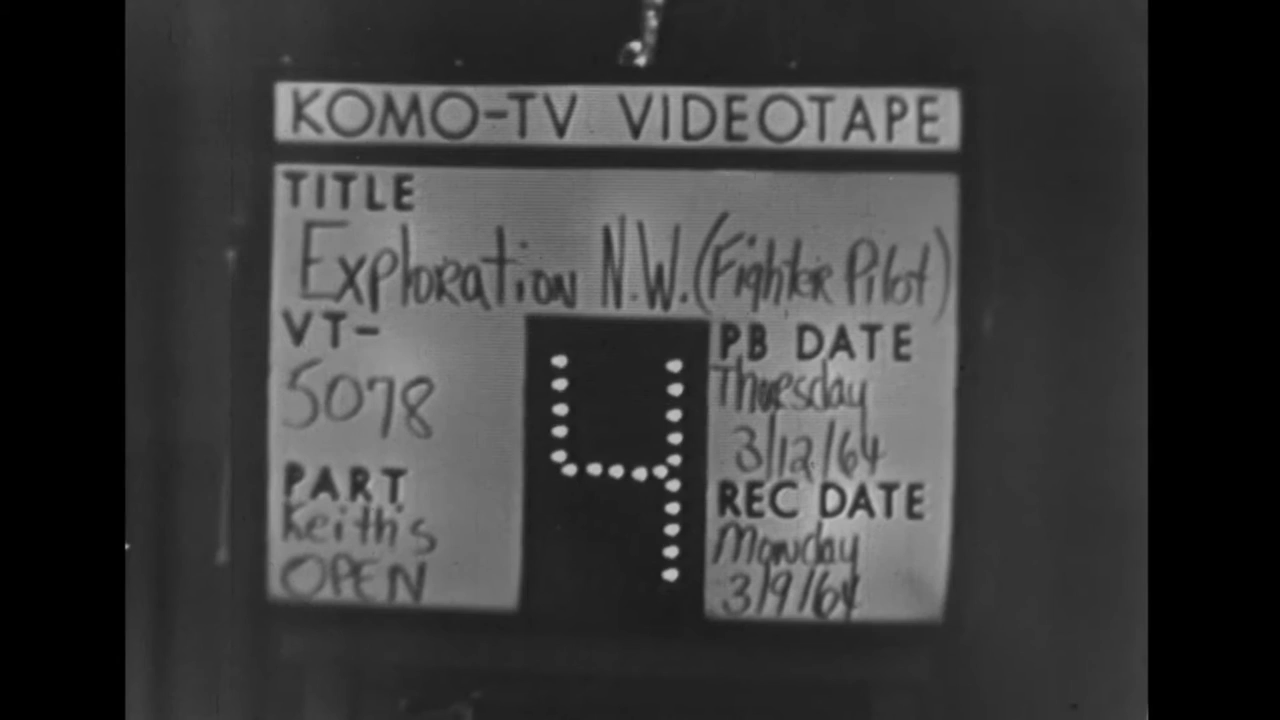 KOMO-TV VIDEOTAPE
TITLE
Exploration N.W. (Fighter Pilot)
VT-
5078
PART
Keith's
OPEN
4
PB DATE
Thuesday
3/12/64
REC DATE
Monday
3/9/64